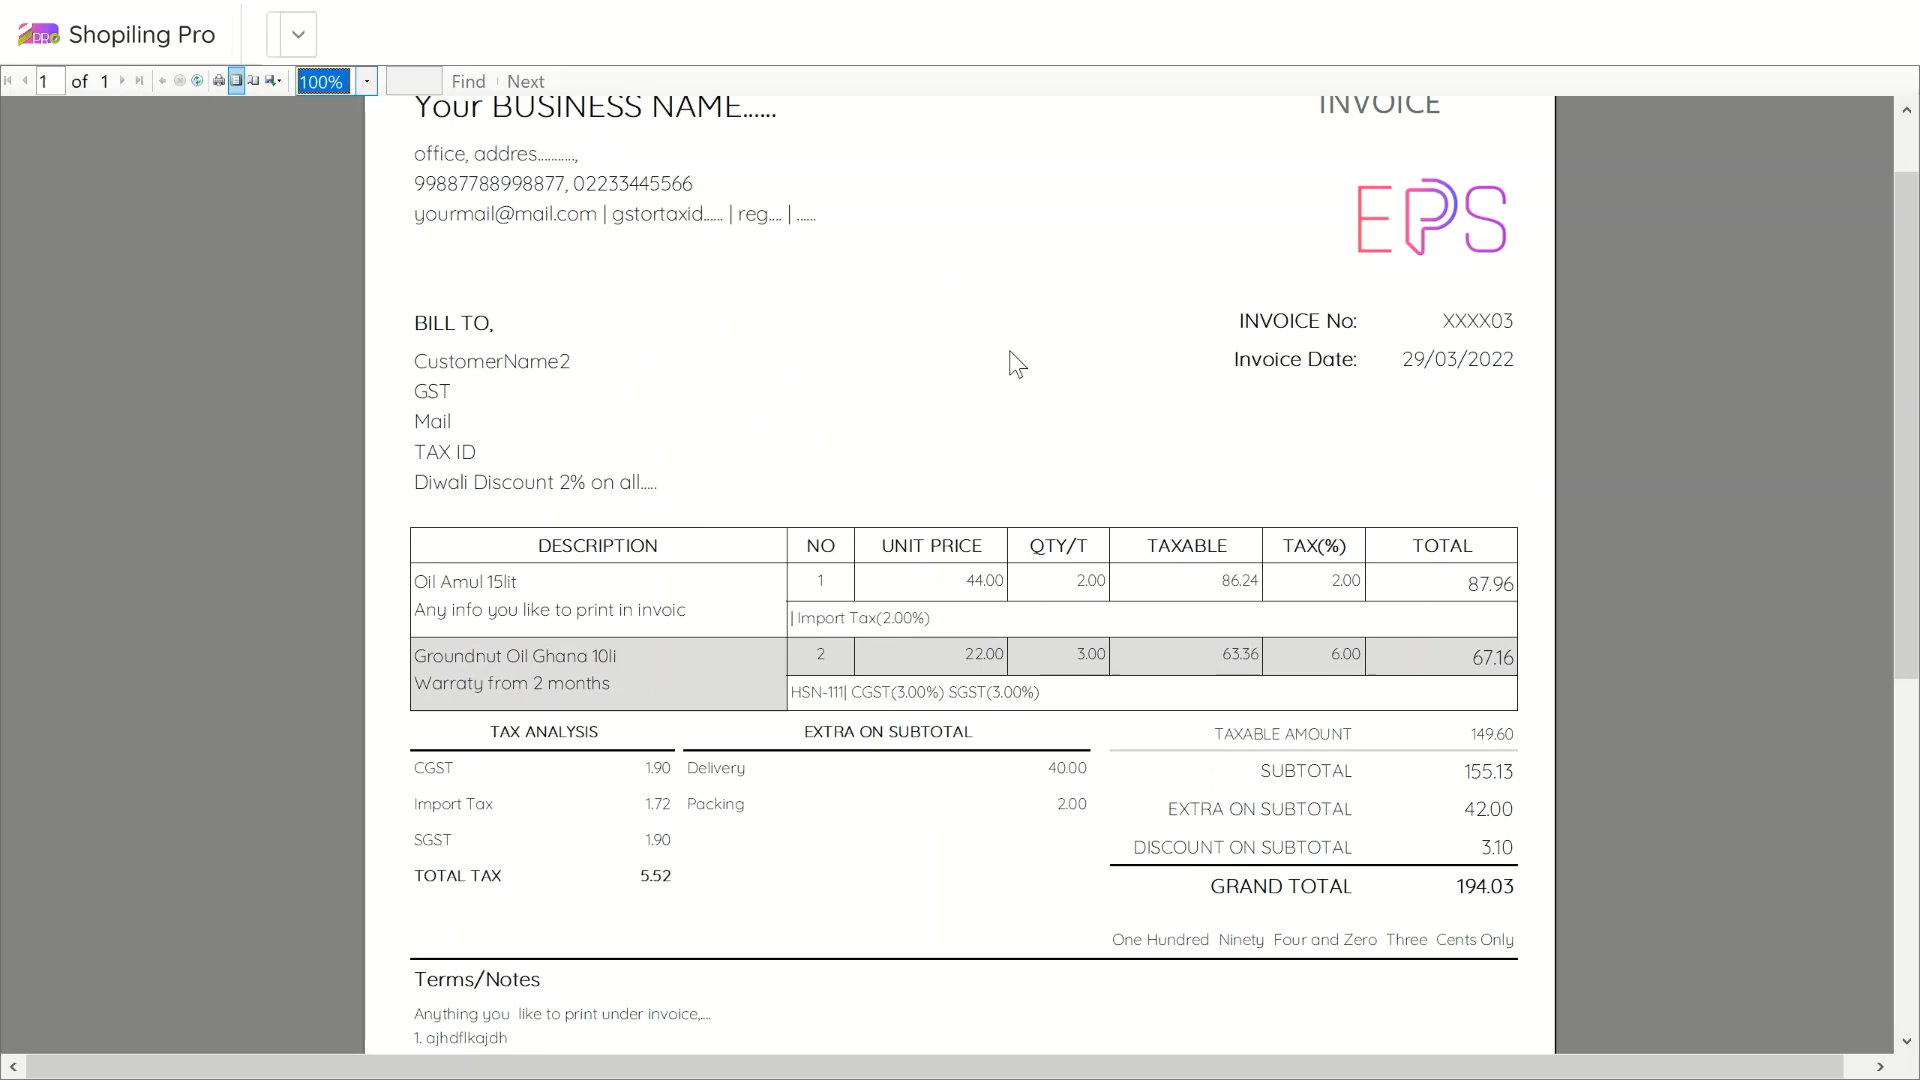 Shopiling Pro
1 of 1 100% Find Next
Your BUSINESS NAME......
INVOICE
office, addres..........,
99887788998877, 02233445566
yourmail@mail.com | gstortaxid...... | reg.... | ......
EPS
BILL TO,
INVOICE No: XXXX03
CustomerName2
Invoice Date: 29/03/2022
GST
Mail
TAX ID
Diwali Discount 2% on all.....
DESCRIPTION NO UNIT PRICE QTY/T TAXABLE TAX(%) TOTAL
Oil Amul 15lit 1 44.00 2.00 86.24 2.00 87.96
Any info you like to print in invoic
| Import Tax(2.00%)
Groundnut Oil Ghana 10li 2 22.00 3.00 63.36 6.00 67.16
Warraty from 2 months
HSN-111| CGST(3.00%) SGST(3.00%)
TAX ANALYSIS EXTRA ON SUBTOTAL TAXABLE AMOUNT 149.60
CGST 1.90 Delivery 40.00 SUBTOTAL 155.13
Import Tax 1.72 Packing 2.00 EXTRA ON SUBTOTAL 42.00
SGST 1.90 DISCOUNT ON SUBTOTAL 3.10
TOTAL TAX 5.52 GRAND TOTAL 194.03
One Hundred Ninety Four and Zero Three Cents Only
Terms/Notes
Anything you like to print under invoice,....
1. ajhdflkajdh